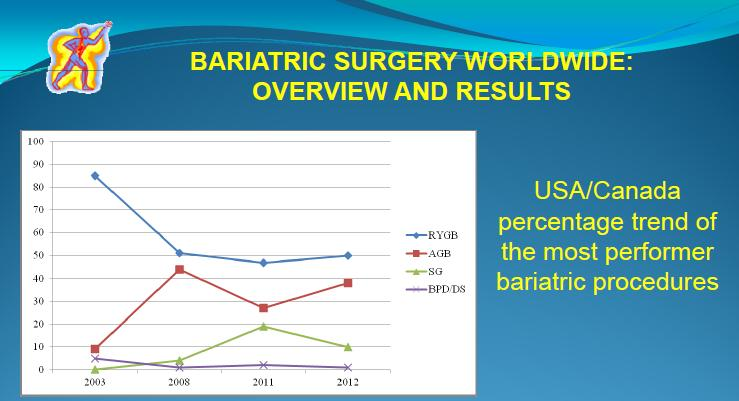 BARIATRIC SURGERY WORLDWIDE:
OVERVIEW AND RESULTS
100
90
80
70
60
50
40
30
20
10
0
2003 2008 2011 2012
RYGB
AGB
SG
BPD/DS
USA/Canada
percentage trend of
the most performer
bariatric procedures